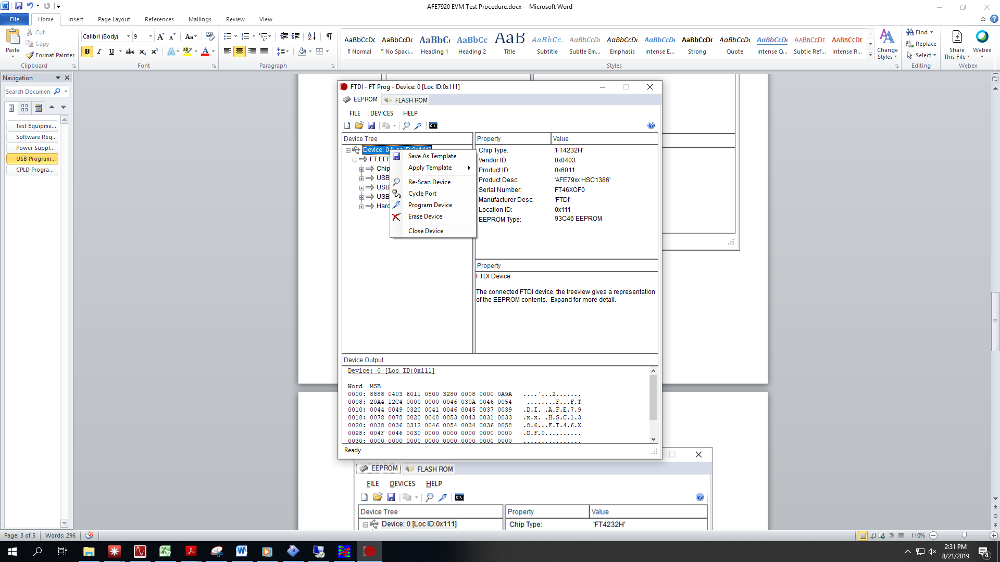 AFE7920 EVM Test Procedure.docx - Microsoft Word
File Home Insert Page Layout References Mailings Review View
Paste
Cut
Copy
Format Painter
Clipboard
Calibri (Body) 9
Font
Paragraph
AaBbCcDc AaBbCcDc AaBbC AaBbCc AaB AaBbCc. AaBbCcDc AaBbCcDc AaBbCcDc AaBbCcDc AaBbCcDc AaBbCcDc AABBCCDD AABBCCDD
¶ Normal ¶ No Spaci... Heading 1 Heading 2 Title Subtitle Subtle Em... Emphasis Intense E... Strong Quote Intense Q... Subtle Ref... Intense R...
Styles
Change Styles
Find
Replace
Select
Editing
Share This File
Webex
Webex
Navigation
Search Documen
Test Equipme...
Software Req...
Power Suppl...
USB Program...
CPLD Progra...
FTDI - FT Prog - Device: 0 [Loc ID:0x111]
EEPROM FLASH ROM
FILE DEVICES HELP
Device Tree
Device: 0 [Loc ID:0x111]
FT EEP
Chip
USB
USB
USB
Hard
Save As Template
Apply Template
Re-Scan Device
Cycle Port
Program Device
Erase Device
Close Device
Property Value
Chip Type: 'FT4232H'
Vendor ID: 0x0403
Product ID: 0x6011
Product Desc: 'AFE79xx HSC1386'
Serial Number: FT46XOF0
Manufacturer Desc: 'FTDI'
Location ID: 0x111
EEPROM Type: 93C46 EEPROM
Property
FTDI Device
The connected FTDI device, the treeview gives a representation
of the EEPROM contents. Expand for more detail.
Device Output
Device: 0 [Loc ID:0x111]
Word MSB
0000: 8888 0403 6011 0800 3280 0008 0000 0A9A ....`...2.......
0008: 20A4 12C4 0000 0000 0046 030A 0046 0054 ........F...F.T
0010: 0044 0049 0320 0041 0046 0045 0037 0039 .D.I. .A.F.E.7.9
0018: 0078 0078 0020 0048 0053 0043 0031 0033 .x.x. .H.S.C.1.3
0020: 0038 0036 0312 0046 0054 0034 0036 0058 .8.6...F.T.4.6.X
0028: 004F 0046 0030 0000 0000 0000 0000 0000 .O.F.0..........
0030: 0000 0000 0000 0000 0000 0000 0000 0000 ................
Ready
EEPROM FLASH ROM
FILE DEVICES HELP
Device Tree Property Value
Device: 0 [Loc ID:0x111] Chip Type: 'FT4232H'
Page: 3 of 5 Words: 296
110%
2:31 PM
8/21/2019
4